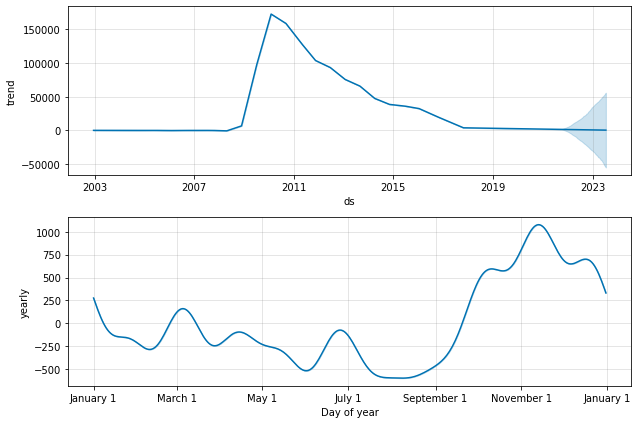 150000
100000
50000
0
−50000
trend
2003 2007 2011 2015 2019 2023
ds
1000
750
500
250
0
−250
−500
yearly
January 1 March 1 May 1 July 1 September 1 November 1 January 1
Day of year